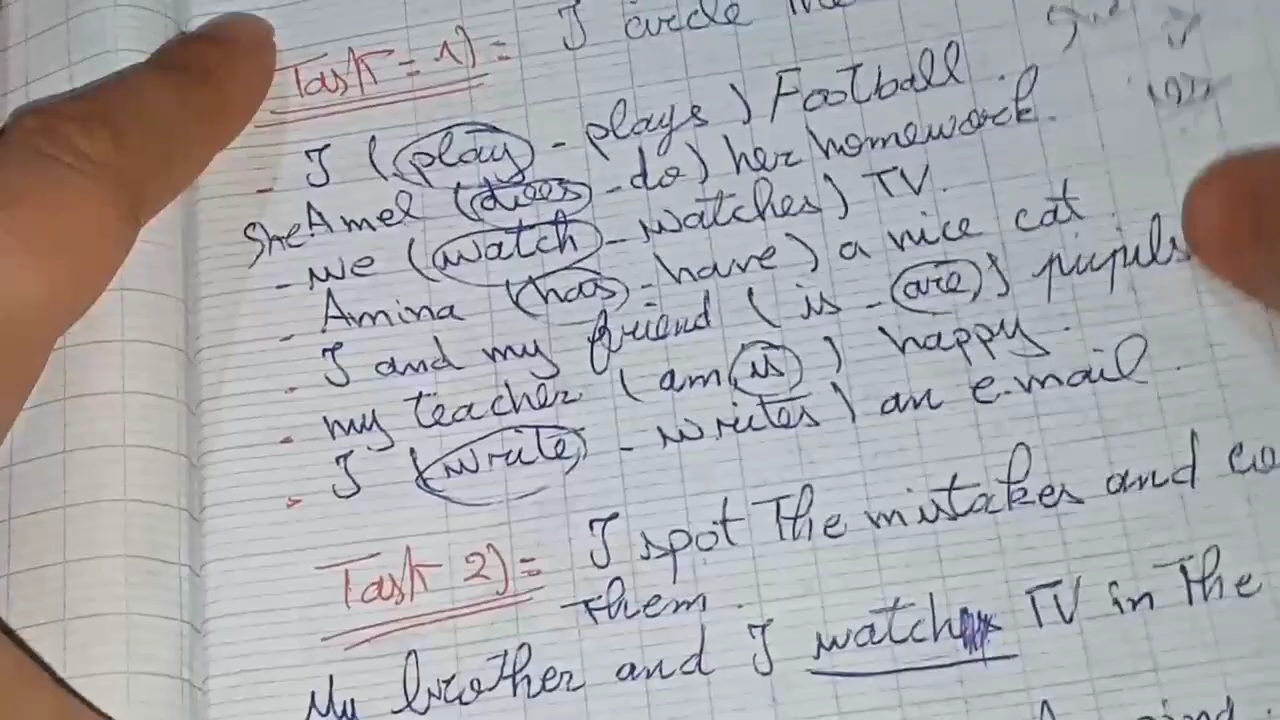 Task = 1) = I circle the
- I (play - plays) Football.
She Amel (does - do) her homework.
- we (watch - watches) TV.
- Amina (has - have) a nice cat
- I and my friend (is - are) pupils
- my teacher (am is) happy.
- I (write - writes) an e.mail.
Task 2) = I spot The mistakes and co
Them.
My brother and I watch TV in The